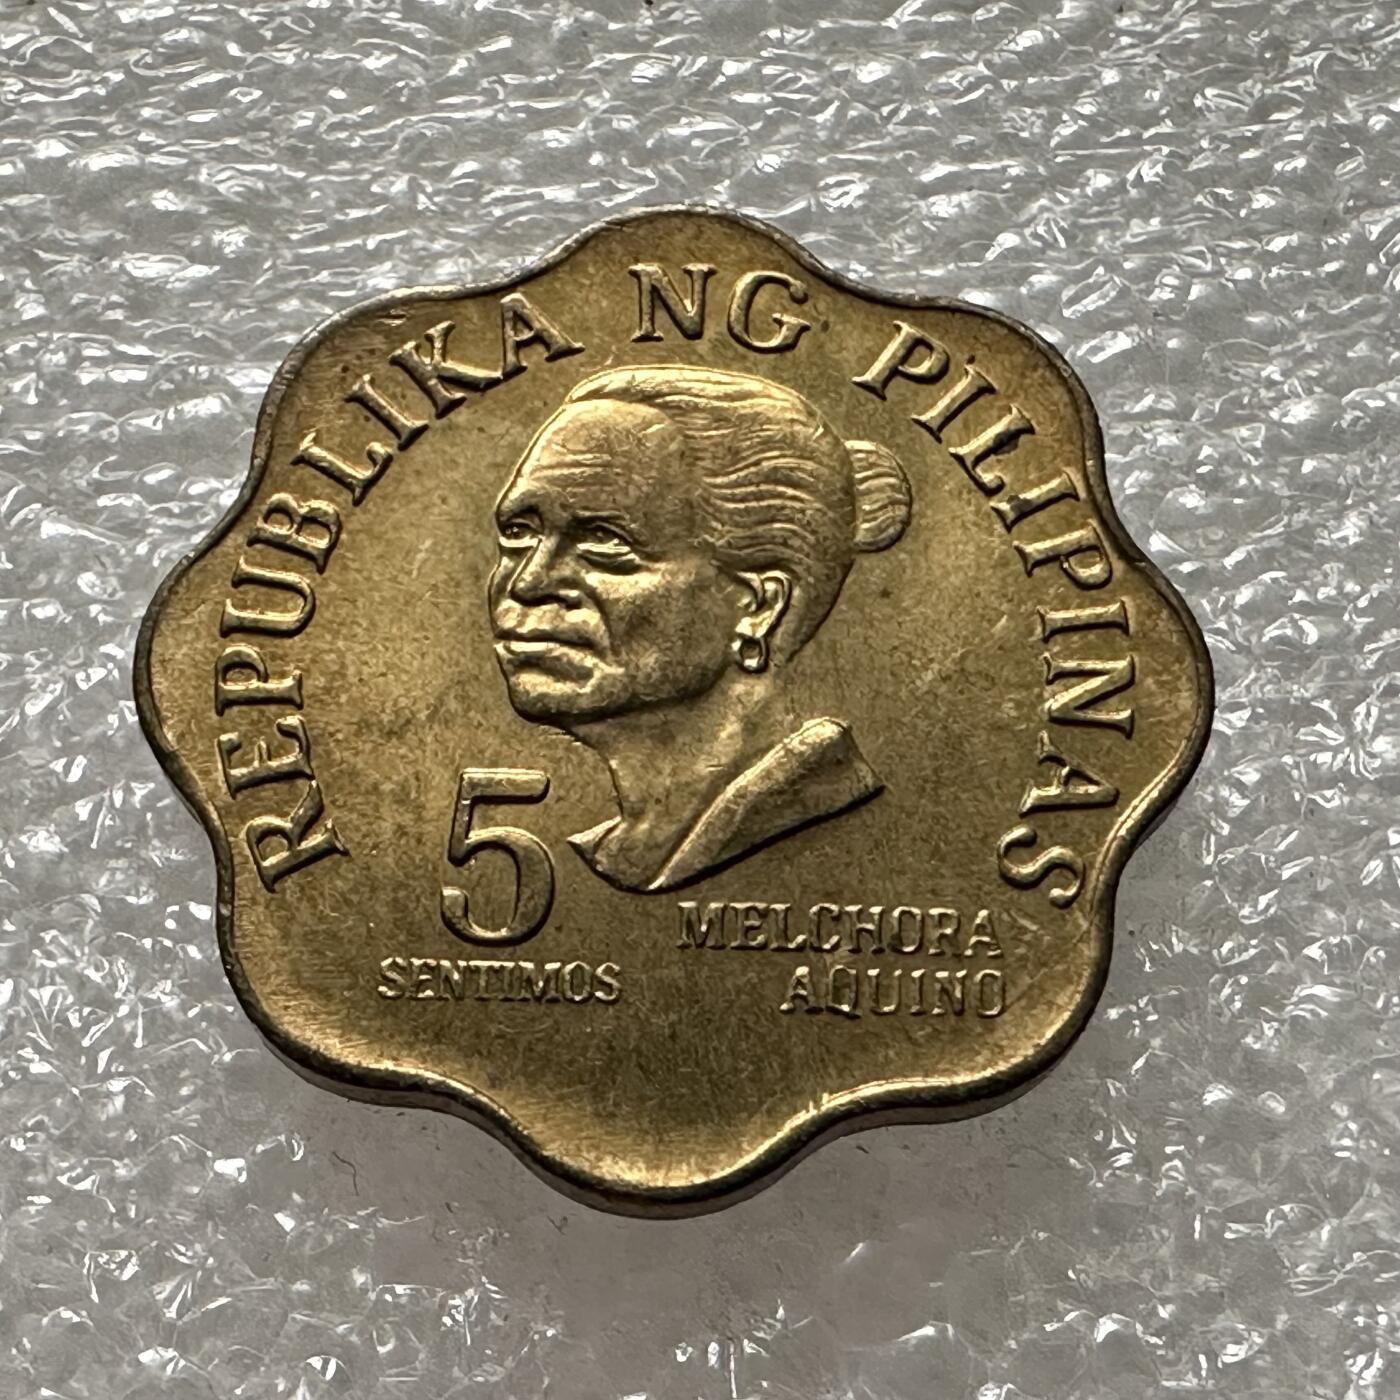 REPUBLIKA NG PILIPINAS
5
SENTIMOS
MELCHORA
AQUINO